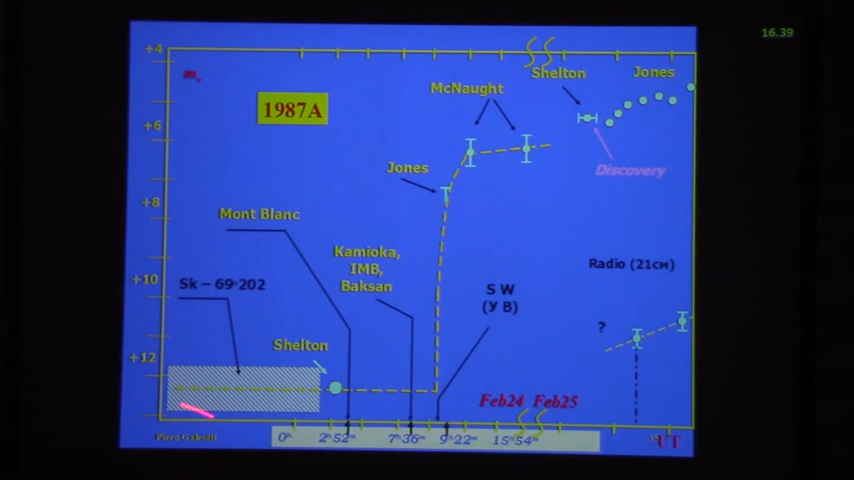 16.39
+4
m
Shelton
Jones
McNaught
1987A
+6
Discovery
Jones
+8
Mont Blanc
Kamioka,
IMB,
Baksan
Radio (21см)
+10
Sk – 69 202
S W
(У В)
?
Shelton
+12
Feb24 Feb25
Piero Galeotti
0h 2h52m 7h36m 9h22m 15h54m
UT